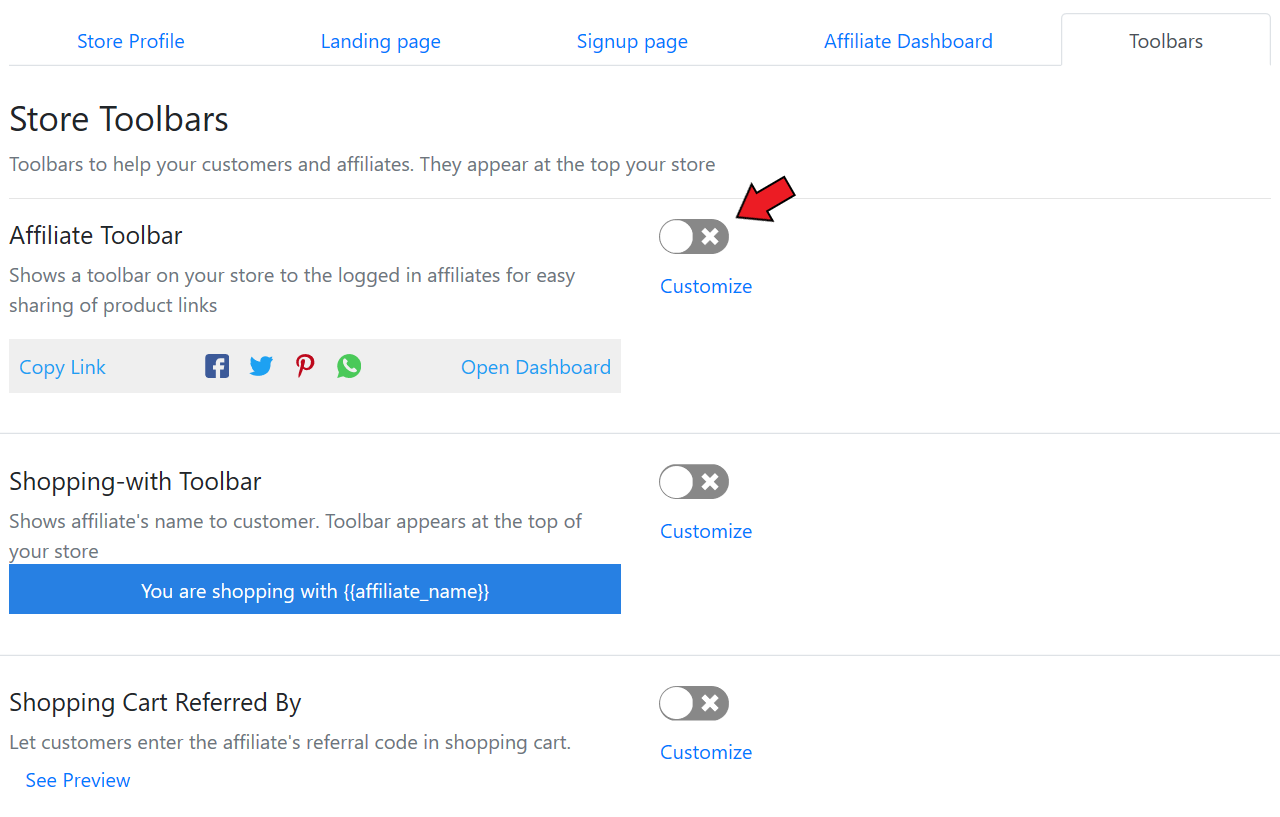 Store Profile
Landing page
Signup page
Affiliate Dashboard
Toolbars
Store Toolbars
Toolbars to help your customers and affiliates. They appear at the top your store
Affiliate Toolbar
Shows a toolbar on your store to the logged in affiliates for easy
sharing of product links
Customize
Copy Link
Open Dashboard
Shopping-with Toolbar
Shows affiliate's name to customer. Toolbar appears at the top of
your store
Customize
You are shopping with {{affiliate_name}}
Shopping Cart Referred By
Let customers enter the affiliate's referral code in shopping cart.
Customize
See Preview